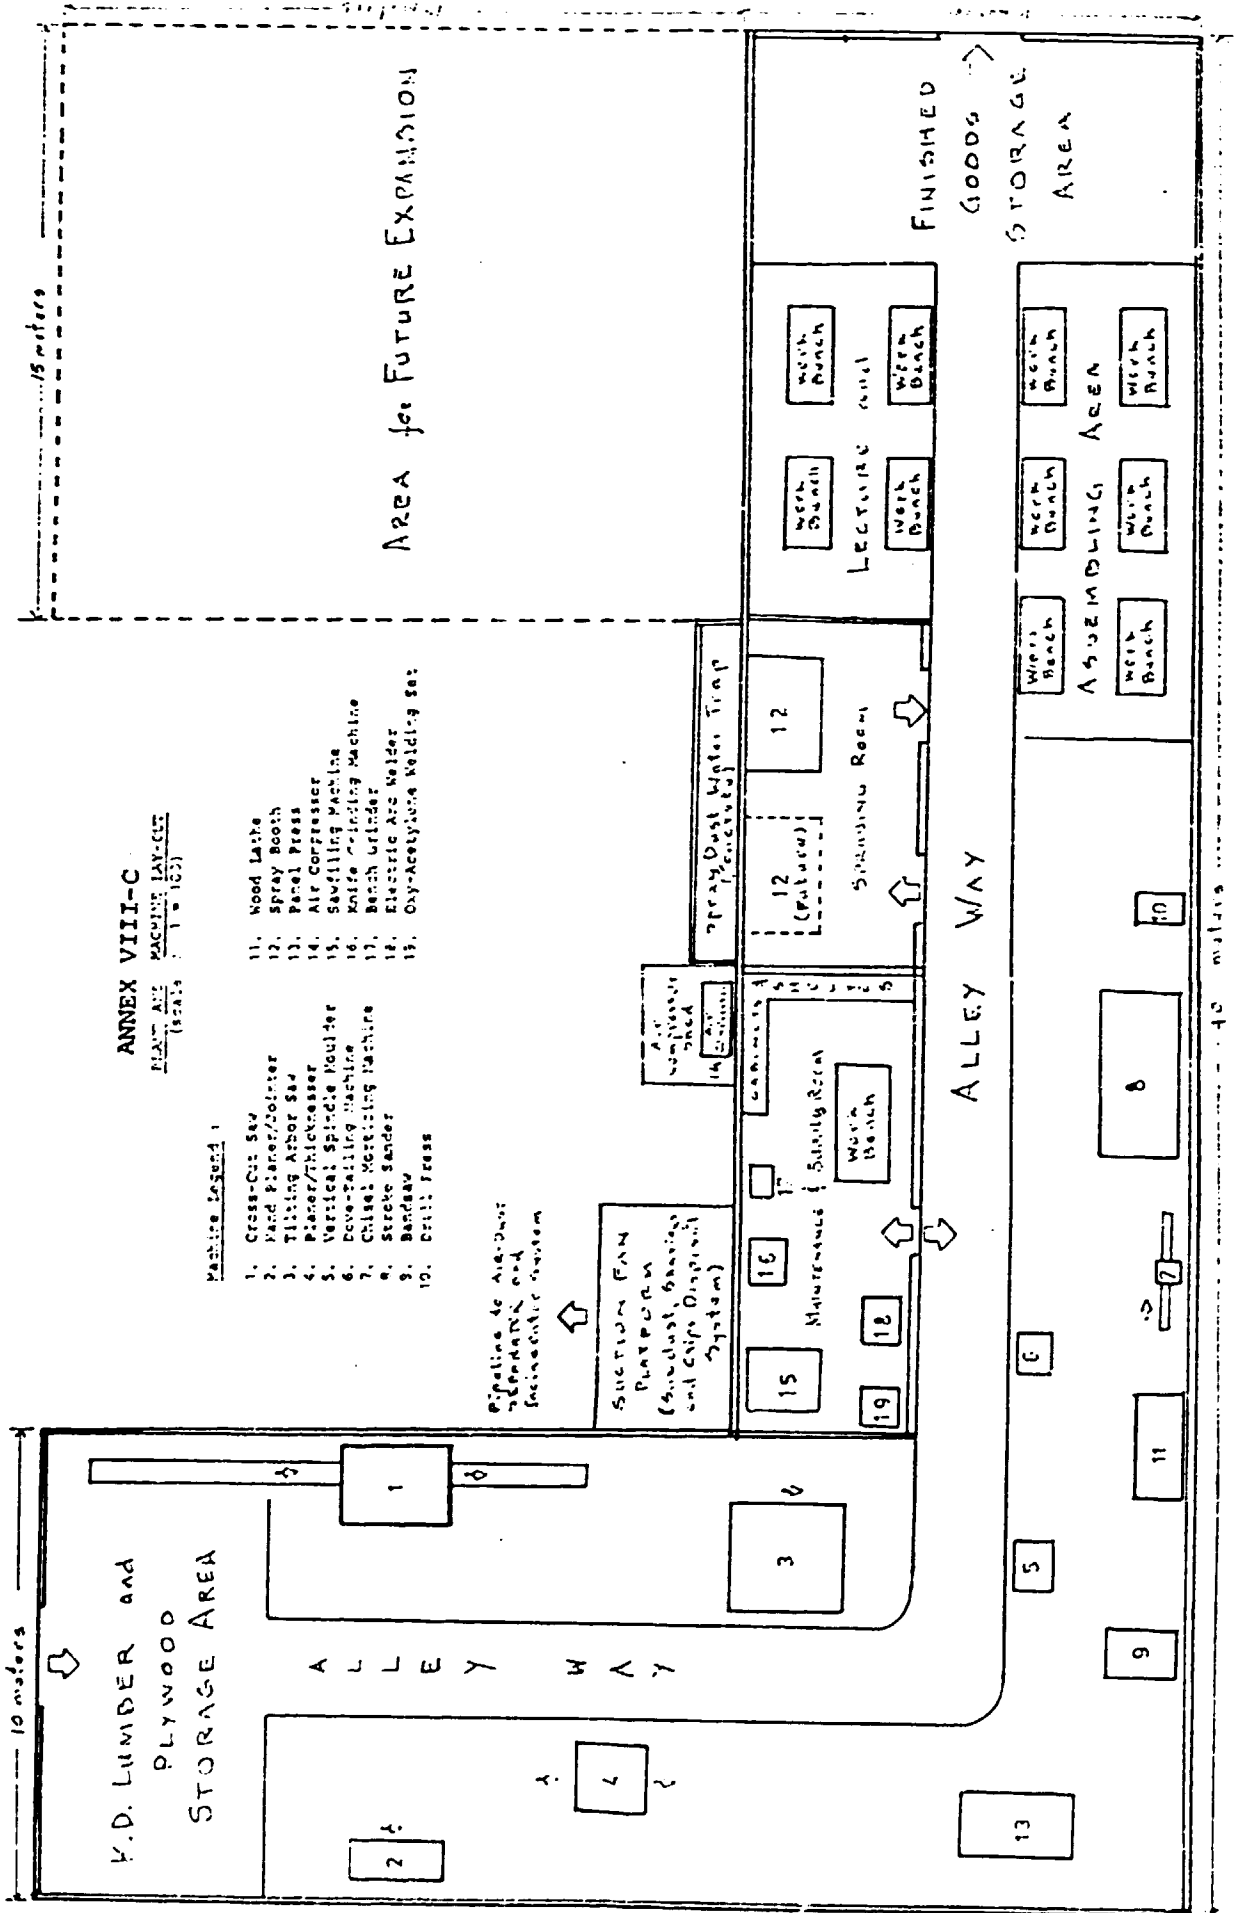 ANNEX VIII-C
PLANT AND MACHINE LAY-OUT
(scale 1 = 100)
Machine Legend :
1. Cross-Cut Saw
2. Hand Planer/Jointer
3. Tilting Arbor Saw
4. Planer/Thicknesser
5. Vertical Spindle Moulder
6. Dove-Tailing Machine
7. Chisel Mortising Machine
8. Stroke Sander
9. Bandsaw
10. Drill Press
11. Wood Lathe
12. Spray Booth
13. Panel Press
14. Air Compressor
15. Sawfiling Machine
16. Knife Grinding Machine
17. Bench Grinder
18. Electric Arc Welder
19. Oxy-Acetylene Welding Set
10 meters
15 meters
40 meters
K.D. LUMBER and
PLYWOOD
STORAGE AREA
ALLEY WAY
1
2
3
4
13
9
5
11
6
7
8
10
Pipeline to Air-Dust
Separator and
Incinerator System
SUCTION FAN
PLATFORM
(Sawdust, Shavings
and Chips Disposal
System)
15
16
17
18
19
MAINTENANCE & Supply Room
Work
Bench
CABINETS &
SHELVES
Air
Compressor
Shed
14
Spray Dust Water Trap
(Concrete)
12
(Future)
12
SPRAYING ROOM
ALLEY WAY
AREA for FUTURE EXPANSION
LECTURE and
Work
Bench
Work
Bench
Work
Bench
Work
Bench
ASSEMBLING AREA
Work
Bench
Work
Bench
Work
Bench
Work
Bench
Work
Bench
Work
Bench
FINISHED
GOODS
STORAGE
AREA